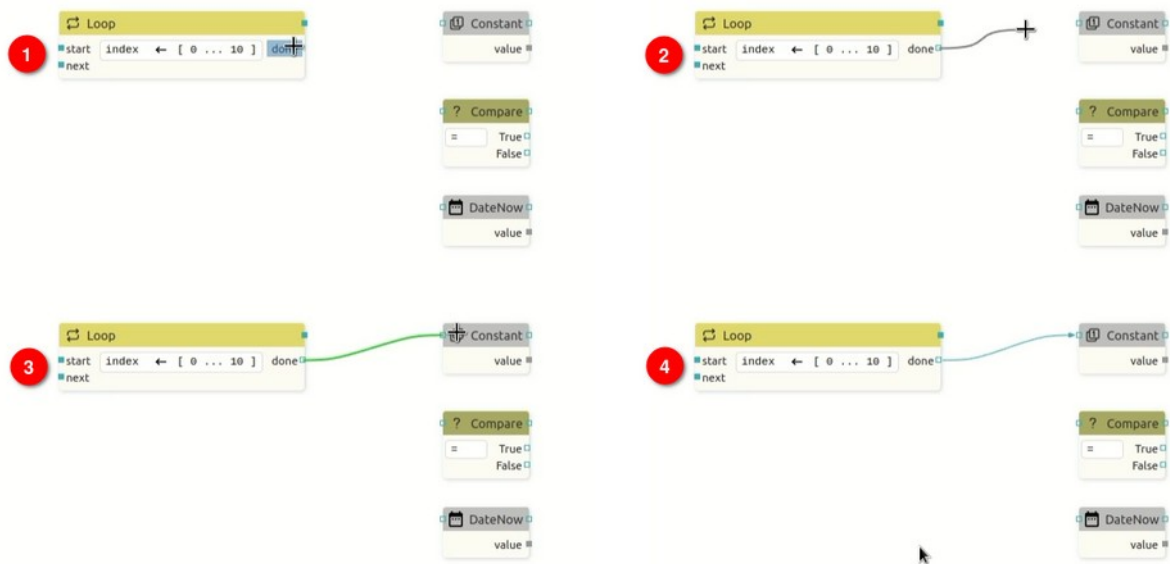 Loop
1
start index ← [ 0 ... 10 ] done
next
Constant
value
? Compare
= True
False
DateNow
value
Loop
2
start index ← [ 0 ... 10 ] done
next
Constant
value
? Compare
= True
False
DateNow
value
Loop
3
start index ← [ 0 ... 10 ] done
next
Constant
value
? Compare
= True
False
DateNow
value
Loop
4
start index ← [ 0 ... 10 ] done
next
Constant
value
? Compare
= True
False
DateNow
value